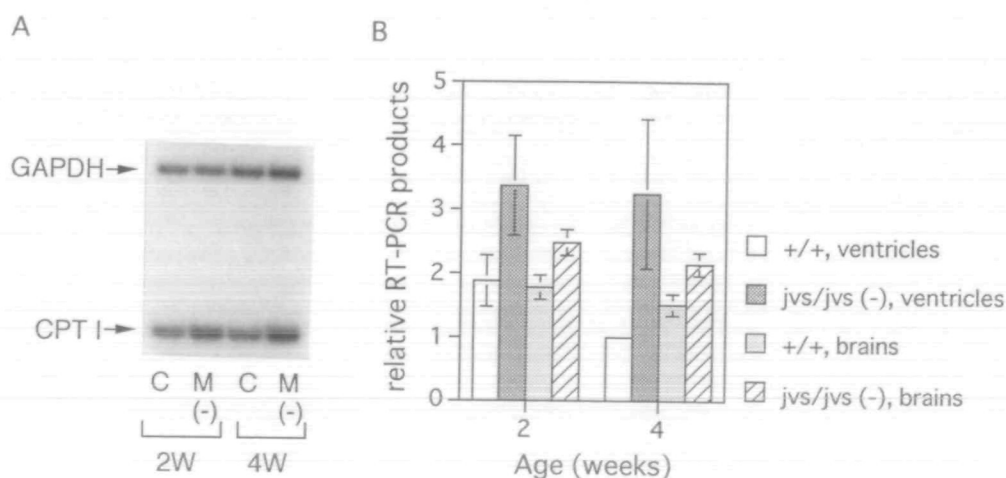 A
GAPDH
CPT I
C M C M
(-) (-)
2W 4W
B
relative RT-PCR products
5
4
3
2
1
0
2 4
Age (weeks)
+/+, ventricles
jvs/jvs (-), ventricles
+/+, brains
jvs/jvs (-), brains